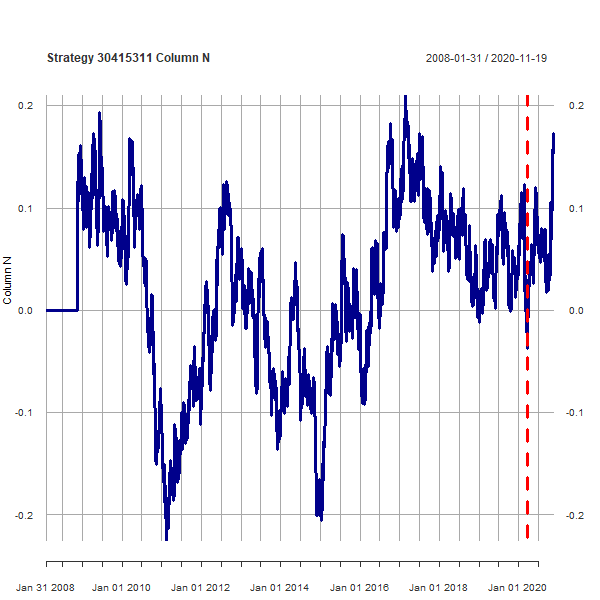 Strategy 30415311 Column N
2008-01-31 / 2020-11-19
0.2 0.2
0.1 0.1
0.0 0.0
-0.1 -0.1
-0.2 -0.2
Column N
Jan 31 2008 Jan 01 2010 Jan 01 2012 Jan 01 2014 Jan 01 2016 Jan 01 2018 Jan 01 2020